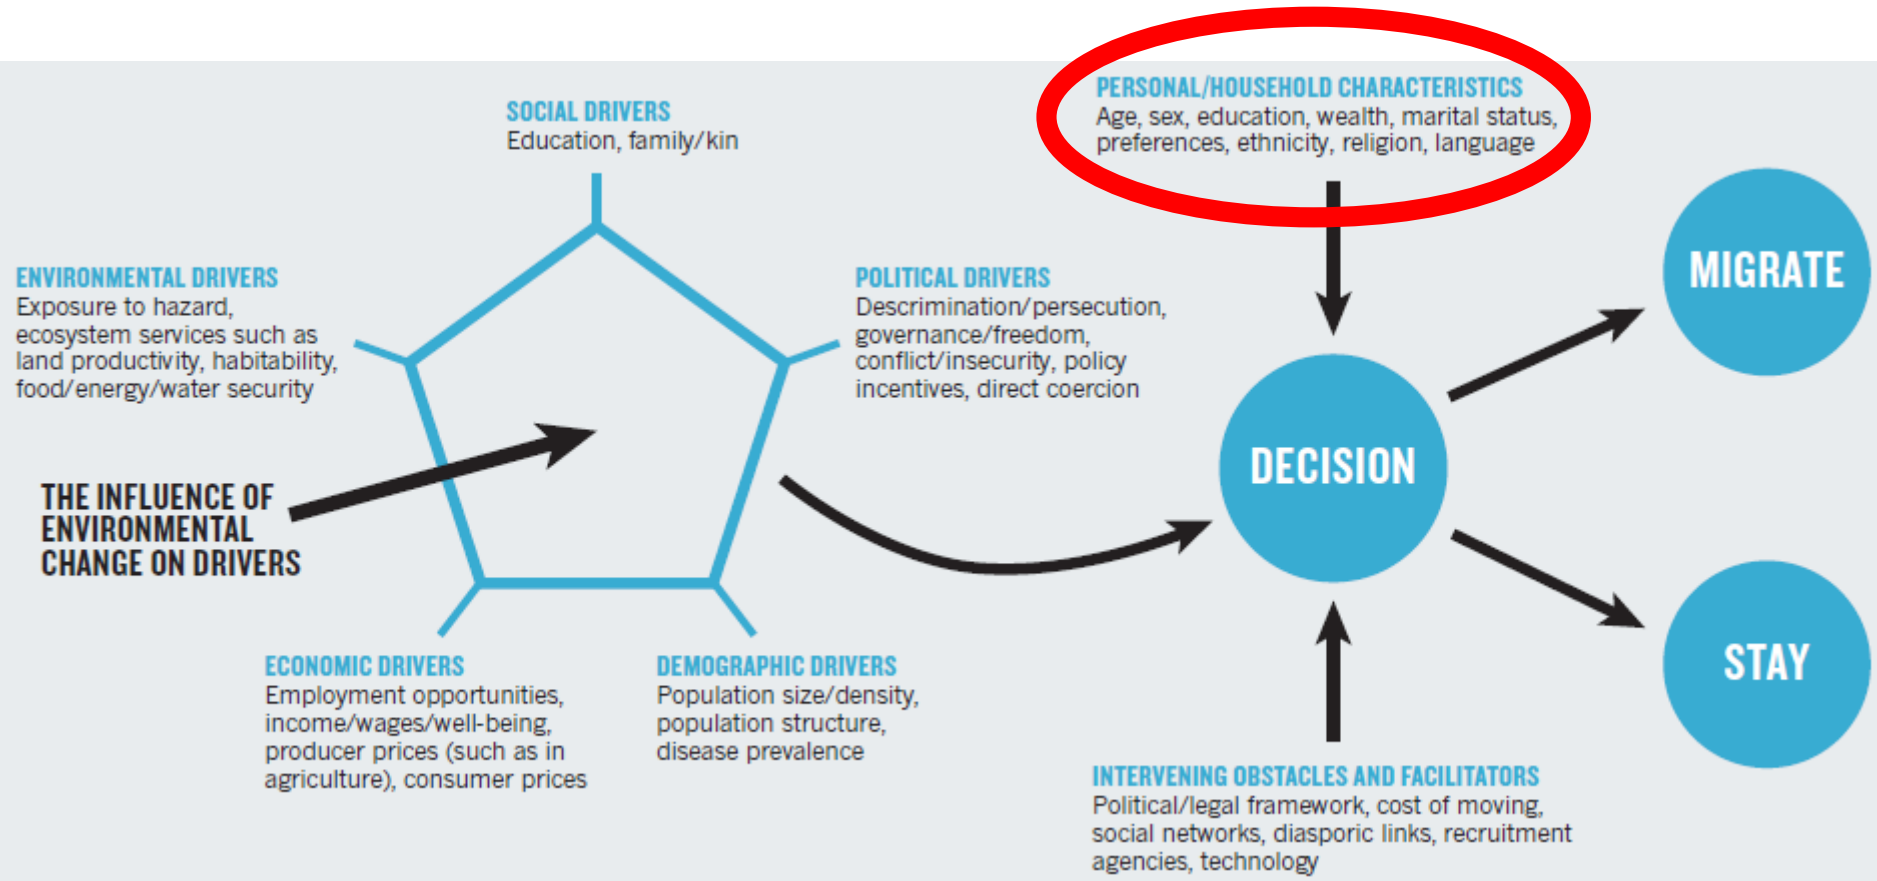 PERSONAL/HOUSEHOLD CHARACTERISTICS
Age, sex, education, wealth, marital status,
preferences, ethnicity, religion, language
SOCIAL DRIVERS
Education, family/kin
ENVIRONMENTAL DRIVERS
Exposure to hazard,
ecosystem services such as
land productivity, habitability,
food/energy/water security
POLITICAL DRIVERS
Descrimination/persecution,
governance/freedom,
conflict/insecurity, policy
incentives, direct coercion
MIGRATE
DECISION
THE INFLUENCE OF
ENVIRONMENTAL
CHANGE ON DRIVERS
STAY
ECONOMIC DRIVERS
Employment opportunities,
income/wages/well-being,
producer prices (such as in
agriculture), consumer prices
DEMOGRAPHIC DRIVERS
Population size/density,
population structure,
disease prevalence
INTERVENING OBSTACLES AND FACILITATORS
Political/legal framework, cost of moving,
social networks, diasporic links, recruitment
agencies, technology